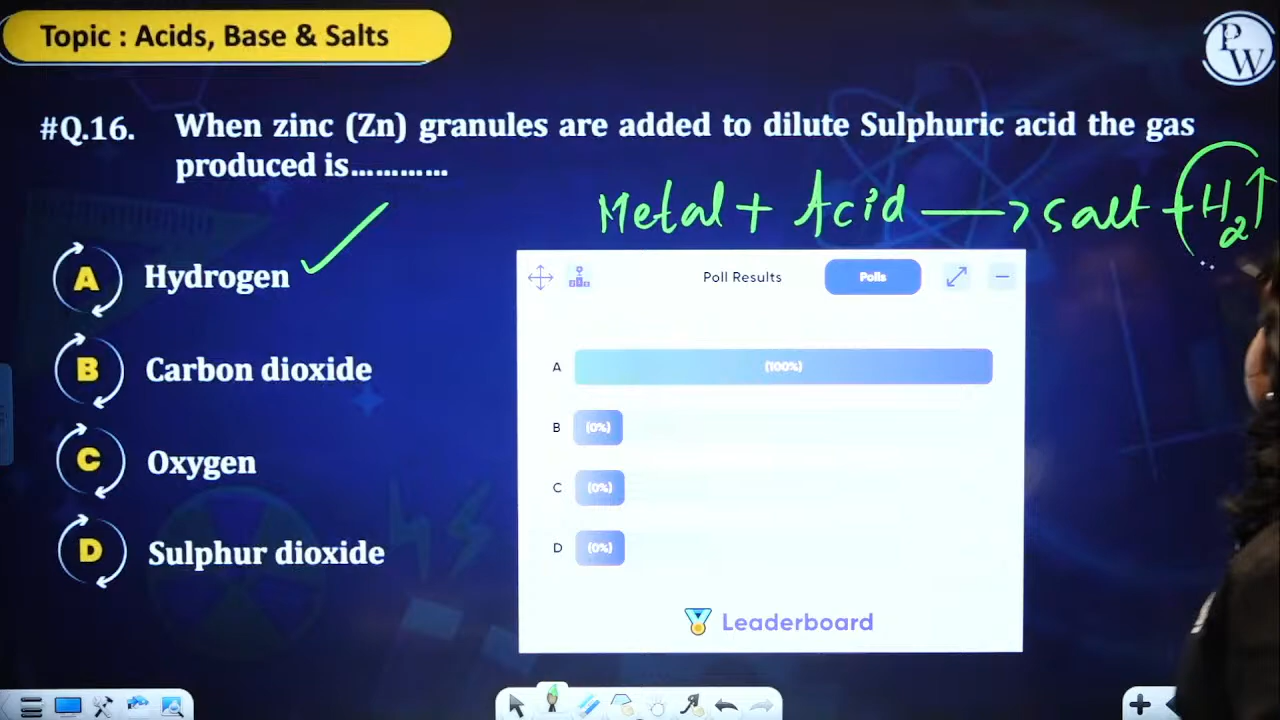 Topic : Acids, Base & Salts
PW
#Q.16. When zinc (Zn) granules are added to dilute Sulphuric acid the gas
produced is............
Metal + Acid ⟶ Salt + H₂↑
A Hydrogen
B Carbon dioxide
C Oxygen
D Sulphur dioxide
Poll Results
Polls
A (100%)
B (0%)
C (0%)
D (0%)
Leaderboard